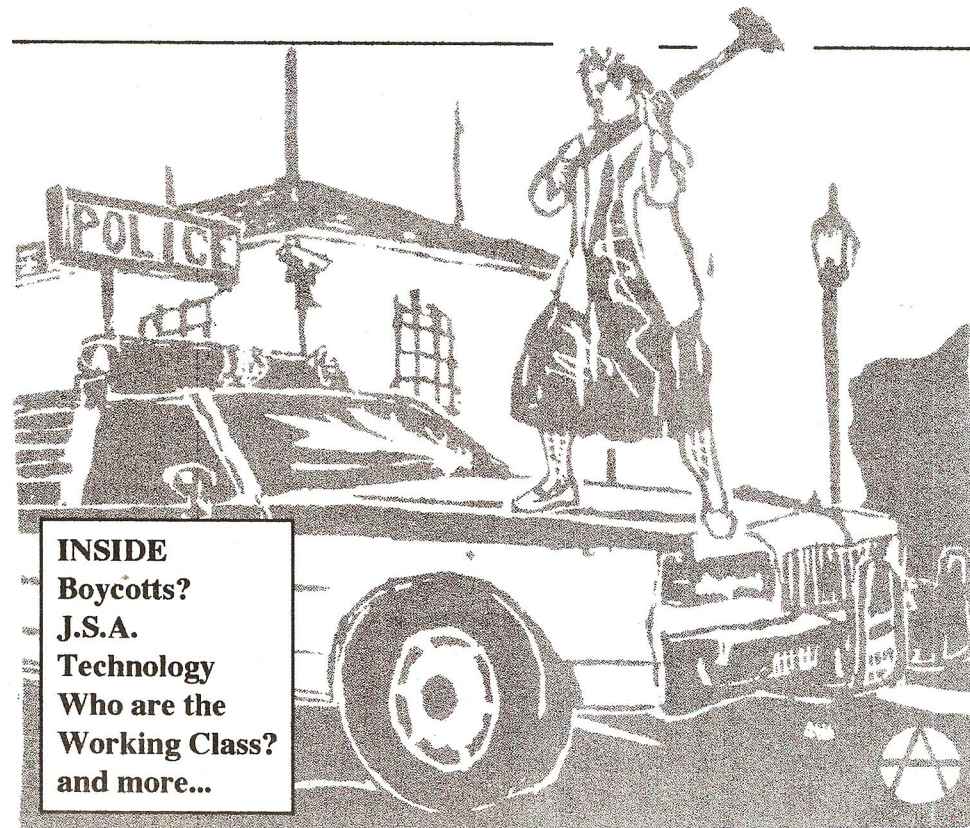 POLICE
INSIDE
Boycotts?
J.S.A.
Technology
Who are the
Working Class?
and more...